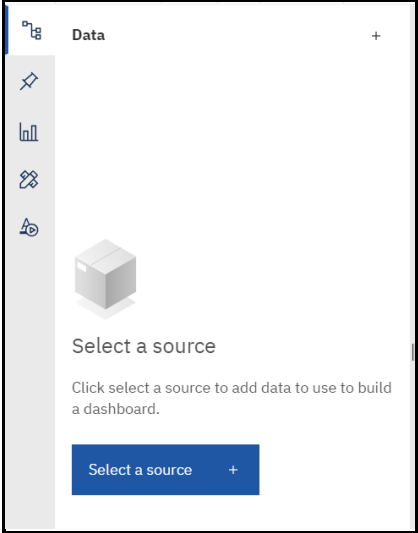 Data +
Select a source
Click select a source to add data to use to build
a dashboard.
Select a source +